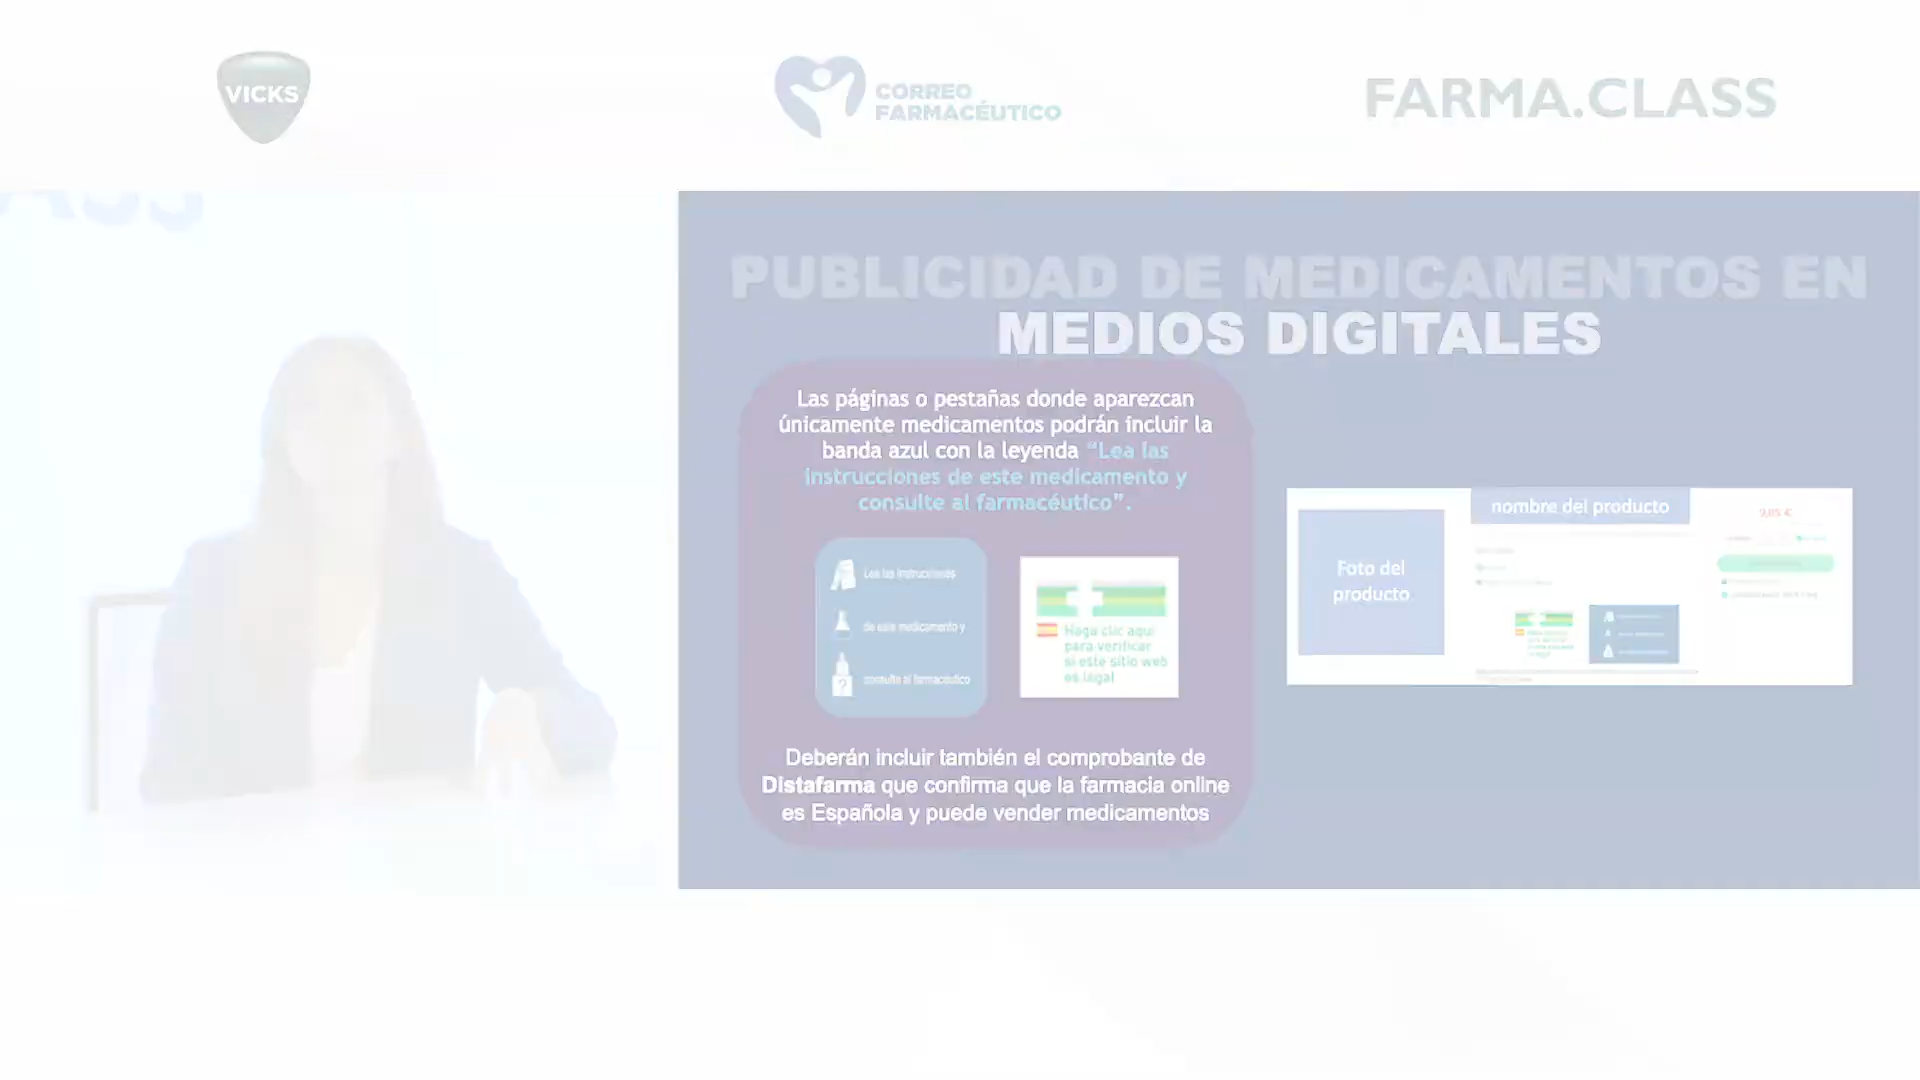 VICKS
CORREO
FARMACÉUTICO
FARMA.CLASS
PUBLICIDAD DE MEDICAMENTOS EN
MEDIOS DIGITALES
Las páginas o pestañas donde aparezcan
únicamente medicamentos podrán incluir la
banda azul con la leyenda "Lea las
instrucciones de este medicamento y
consulte al farmacéutico".
Lea las instrucciones
de este medicamento y
consulte al farmacéutico
Haga clic aquí
para verificar
si este sitio web
es legal
Deberán incluir también el comprobante de
Distafarma que confirma que la farmacia online
es Española y puede vender medicamentos
nombre del producto
Foto del
producto
9,85 €